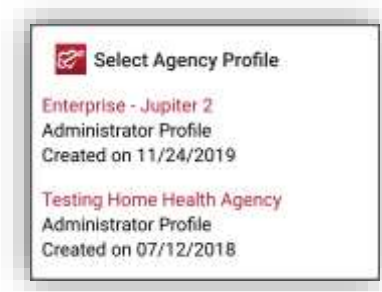 Select Agency Profile
Enterprise - Jupiter 2
Administrator Profile
Created on 11/24/2019
Testing Home Health Agency
Administrator Profile
Created on 07/12/2018